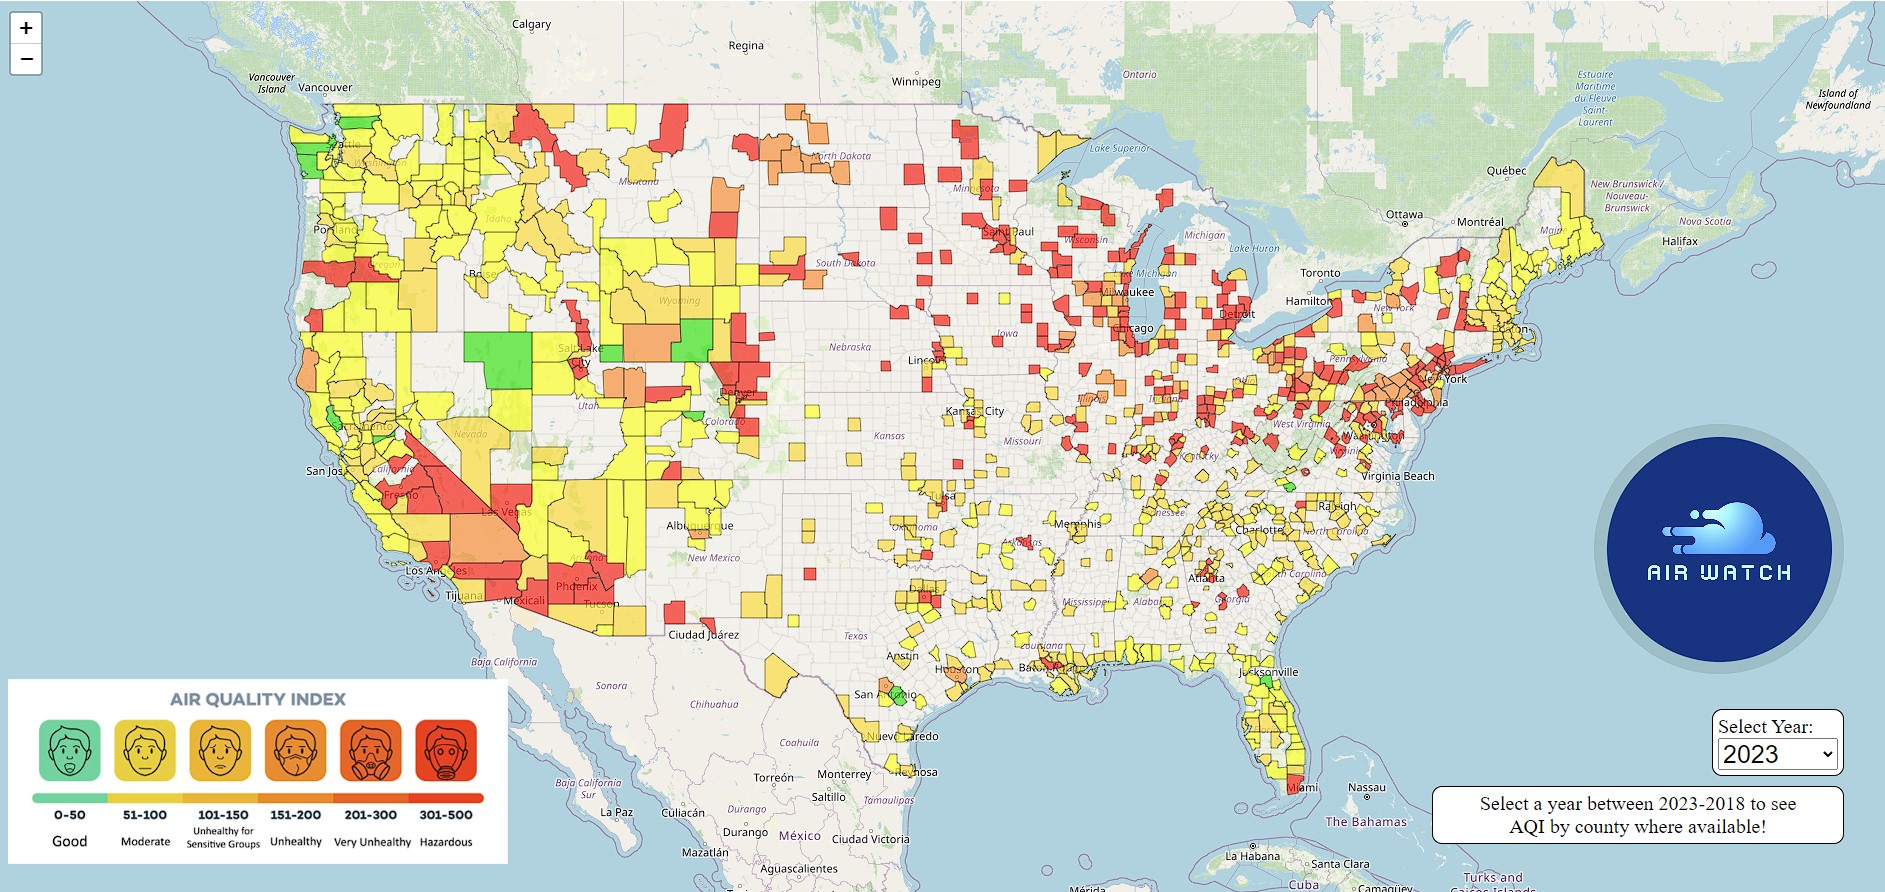 +
−
Calgary
Regina
Winnipeg
Vancouver
Island
Vancouver
Ontario
Estuaire
Maritime
du Fleuve
Saint-
Laurent
Island of
Newfoundland
Lake Superior
Québec
New Brunswick /
Nouveau-
Brunswick
Nova Scotia
Halifax
Ottawa
Montréal
Maine
Washington
Montana
North Dakota
Minnesota
Idaho
Portland
Saint Paul
Wisconsin
Michigan
Lake Huron
Toronto
Hamilton
Oregon
Boise
South Dakota
Lake Michigan
Milwaukee
Wyoming
New York
Detroit
Boston
Iowa
Chicago
Salt Lake
City
Nebraska
Lincoln
Pennsylvania
New York
Ohio
Denver
Utah
Illinois
Indiana
Philadelphia
Kansas City
Colorado
Sacramento
Nevada
Kansas
Missouri
West Virginia
Washington
Kentucky
Virginia
San Jose
California
Virginia Beach
Fresno
Las Vegas
Tulsa
Raleigh
Albuquerque
Oklahoma
Memphis
Charlotte
North Carolina
Arkansas
New Mexico
Arizona
Los Angeles
Phoenix
Atlanta
South Carolina
Dallas
Tijuana
Mexicali
Tucson
Mississippi
Alabama
Georgia
Ciudad Juárez
Texas
Louisiana
Austin
Houston
Baton Rouge
Jacksonville
Baja California
Sonora
San Antonio
Chihuahua
Nuevo Laredo
Coahuila
Reynosa
Torreón
Monterrey
Saltillo
Tamaulipas
Miami
Nassau
The Bahamas
Baja California
Sur
La Paz
Culiacán
Durango
Durango
México
Ciudad Victoria
Mazatlán
Aguascalientes
Mérida
La Habana
Santa Clara
Cuba
Camagüey
Turks and
Caicos Islands
AIR WATCH
Select Year:
2023
Select a year between 2023-2018 to see
AQI by county where available!
AIR QUALITY INDEX
0-50
51-100
101-150
151-200
201-300
301-500
Good
Moderate
Unhealthy for
Sensitive Groups
Unhealthy
Very Unhealthy
Hazardous